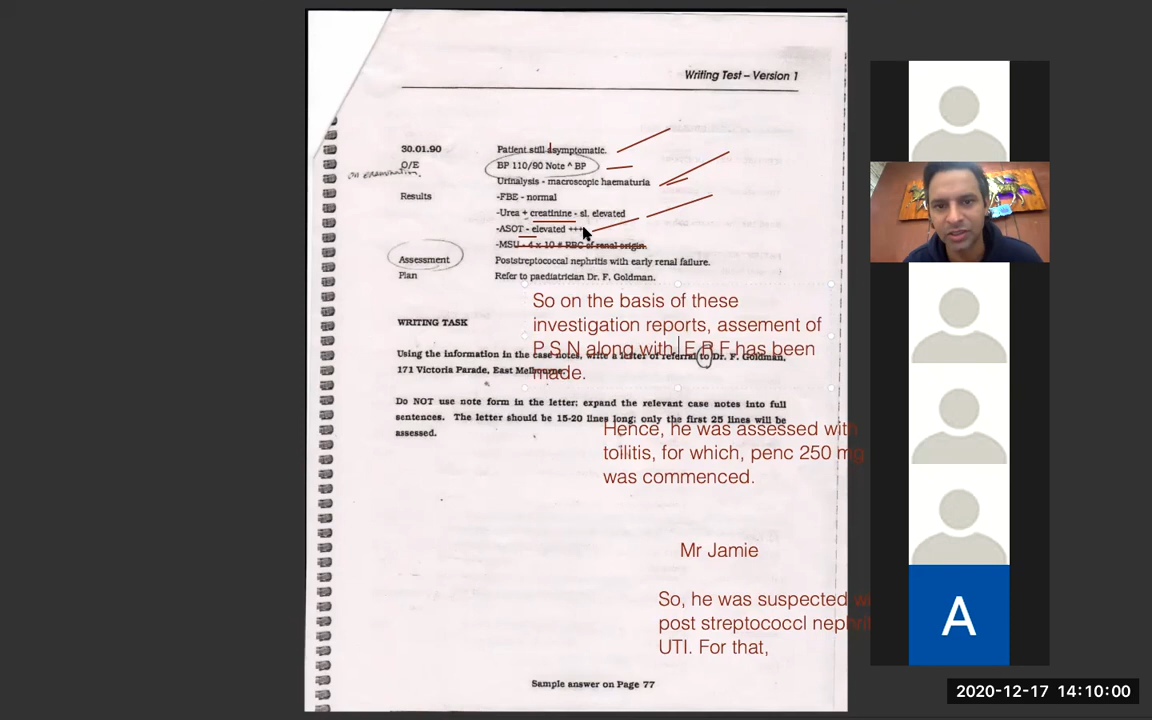 Writing Test – Version 1
30.01.90 Patient still asymptomatic.
O/E BP 110/90 Note ^ BP
on examination.
Urinalysis - macroscopic haematuria
Results -FBE - normal
-Urea + creatinine - sl. elevated
-ASOT - elevated +++
-MSU - 4 x 10 # RBC of renal origin.
Assessment Poststreptococcal nephritis with early renal failure.
Plan Refer to paediatrician Dr. F. Goldman.
So on the basis of these
investigation reports, assement of
P S N along with E R F has been
made.
WRITING TASK
Using the information in the case notes, write a letter of referral to Dr. F. Goldman,
171 Victoria Parade, East Melbourne.
Do NOT use note form in the letter; expand the relevant case notes into full
sentences. The letter should be 15-20 lines long; only the first 25 lines will be
assessed.
Hence, he was assessed with
toilitis, for which, penc 250 mg
was commenced.
Mr Jamie
So, he was suspected
post streptococcl
UTI. For that,
Sample answer on Page 77
A
2020-12-17 14:10:00